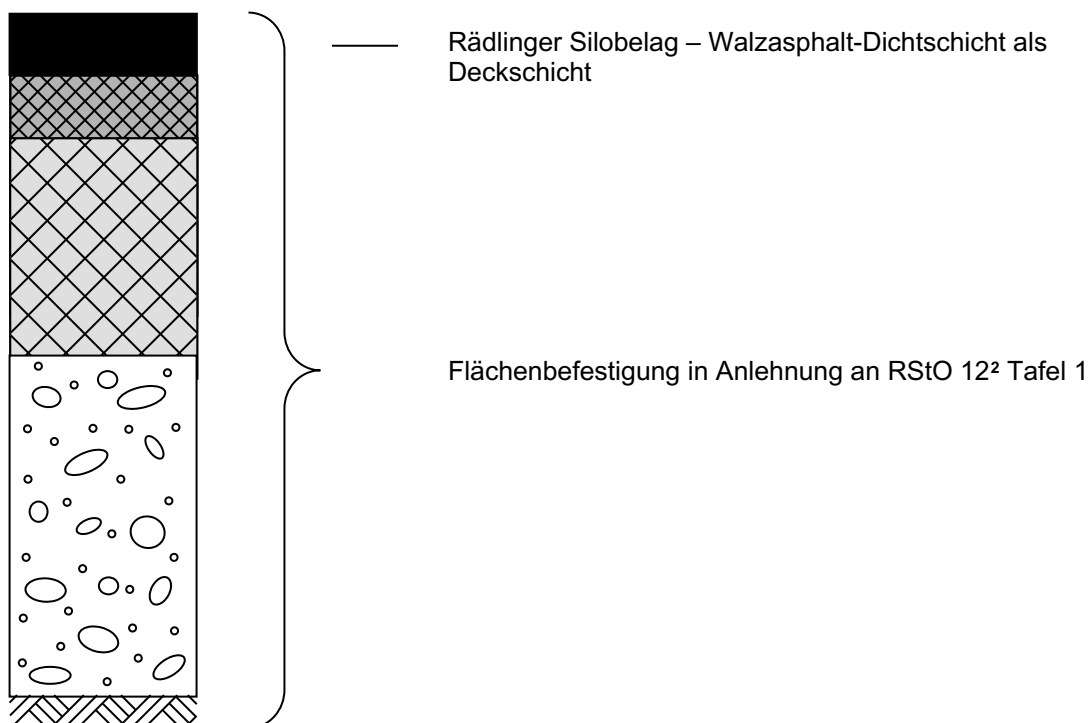 Rädlinger Silobelag – Walzasphalt-Dichtschicht als
Deckschicht
Flächenbefestigung in Anlehnung an RStO 12² Tafel 1